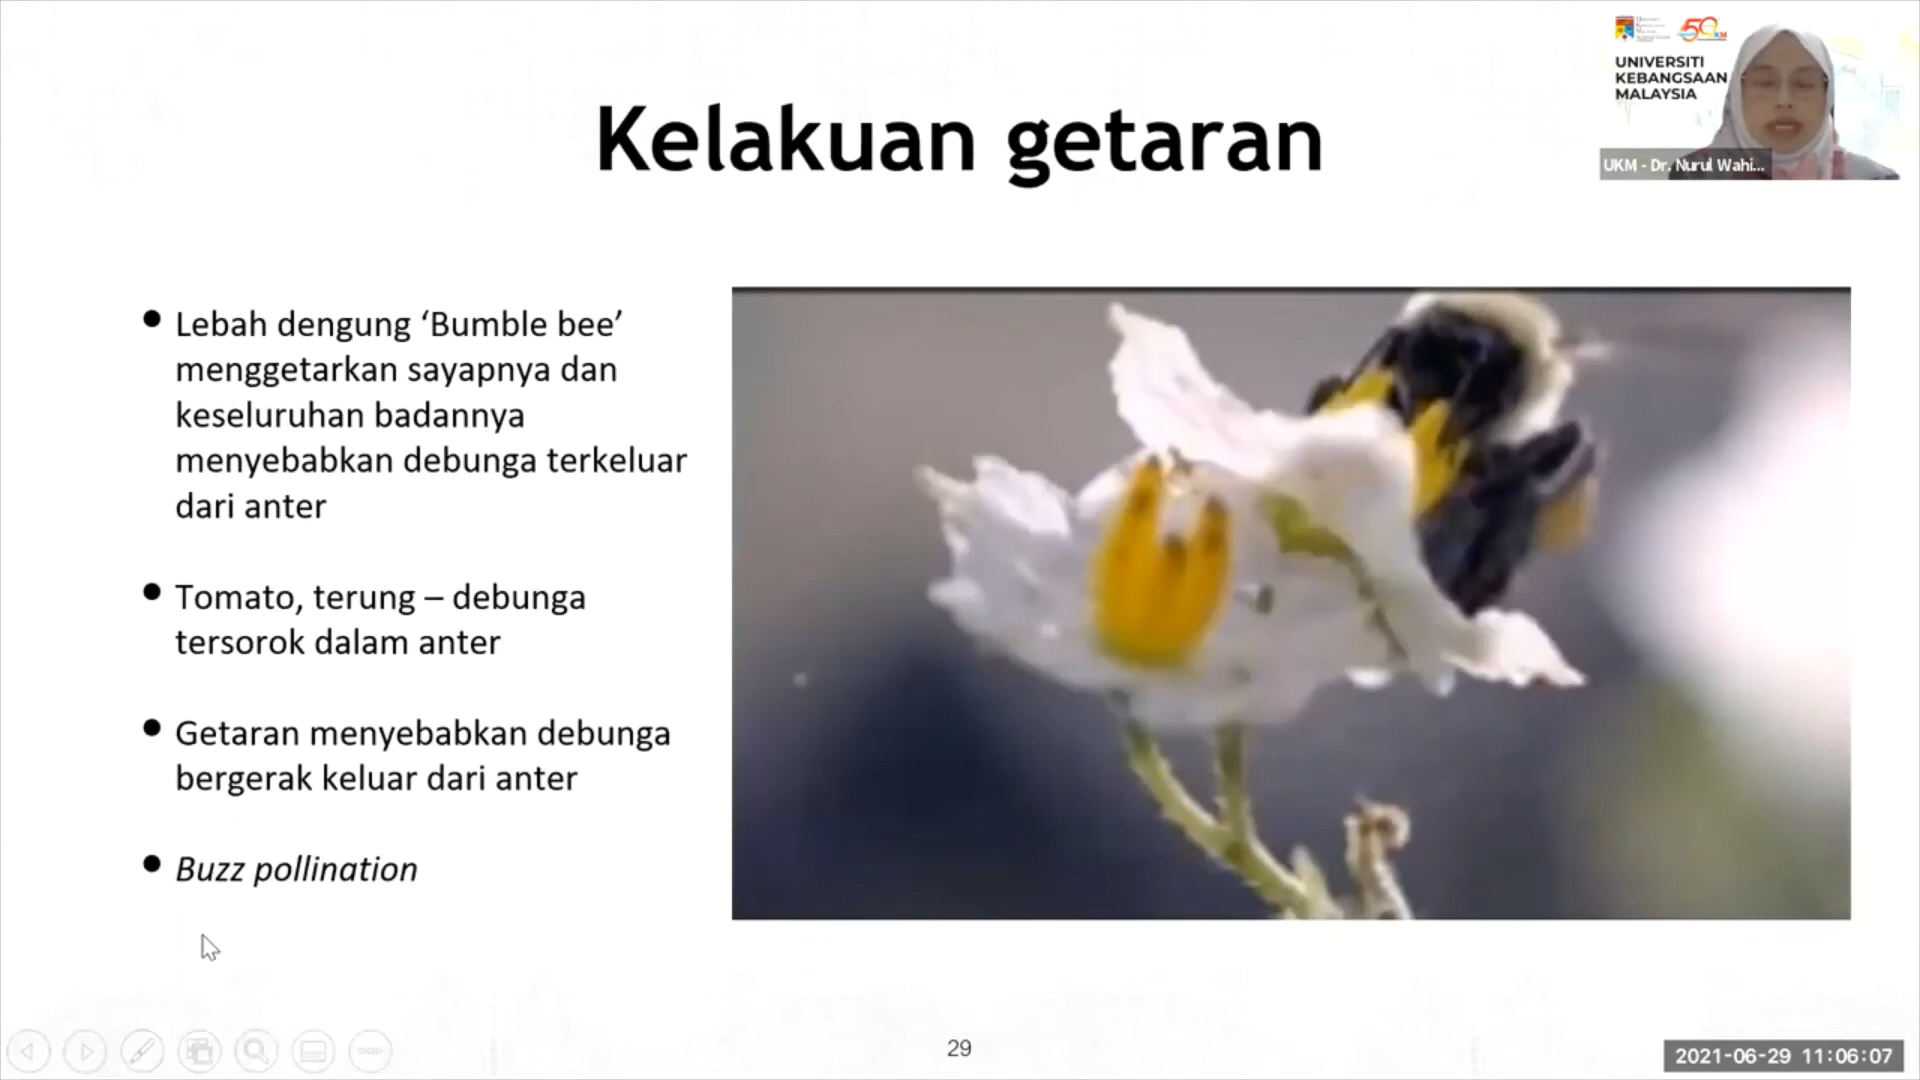 UNIVERSITI
KEBANGSAAN
MALAYSIA
UKM - Dr. Nurul Wahi...
Kelakuan getaran
• Lebah dengung ‘Bumble bee’
menggetarkan sayapnya dan
keseluruhan badannya
menyebabkan debunga terkeluar
dari anter
• Tomato, terung – debunga
tersorok dalam anter
• Getaran menyebabkan debunga
bergerak keluar dari anter
• Buzz pollination
29
2021-06-29 11:06:07